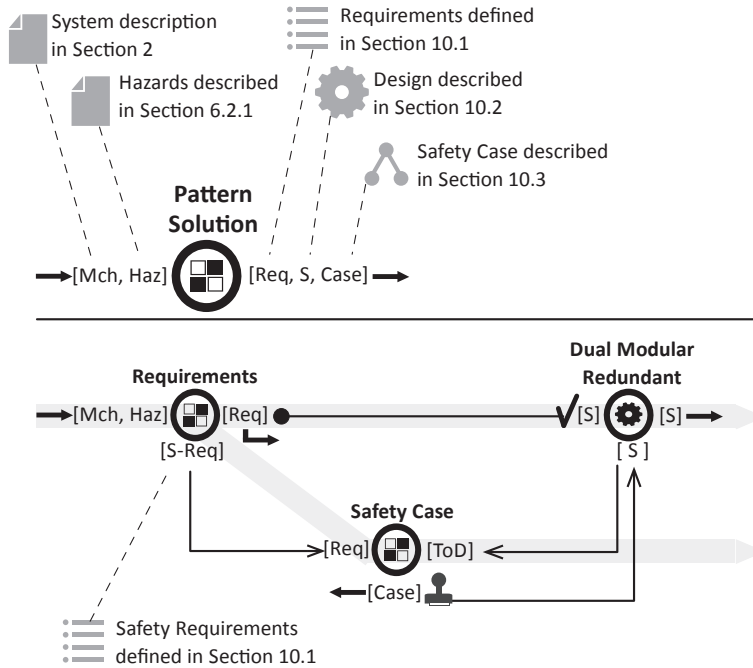 System description
in Section 2
Requirements defined
in Section 10.1
Hazards described
in Section 6.2.1
Design described
in Section 10.2
Safety Case described
in Section 10.3
Pattern
Solution
[Mch, Haz]
[Req, S, Case]
Dual Modular
Redundant
Requirements
[Mch, Haz]
[Req]
[S]
[S]
[S-Req]
[ S ]
Safety Case
[Req]
[ToD]
[Case]
Safety Requirements
defined in Section 10.1